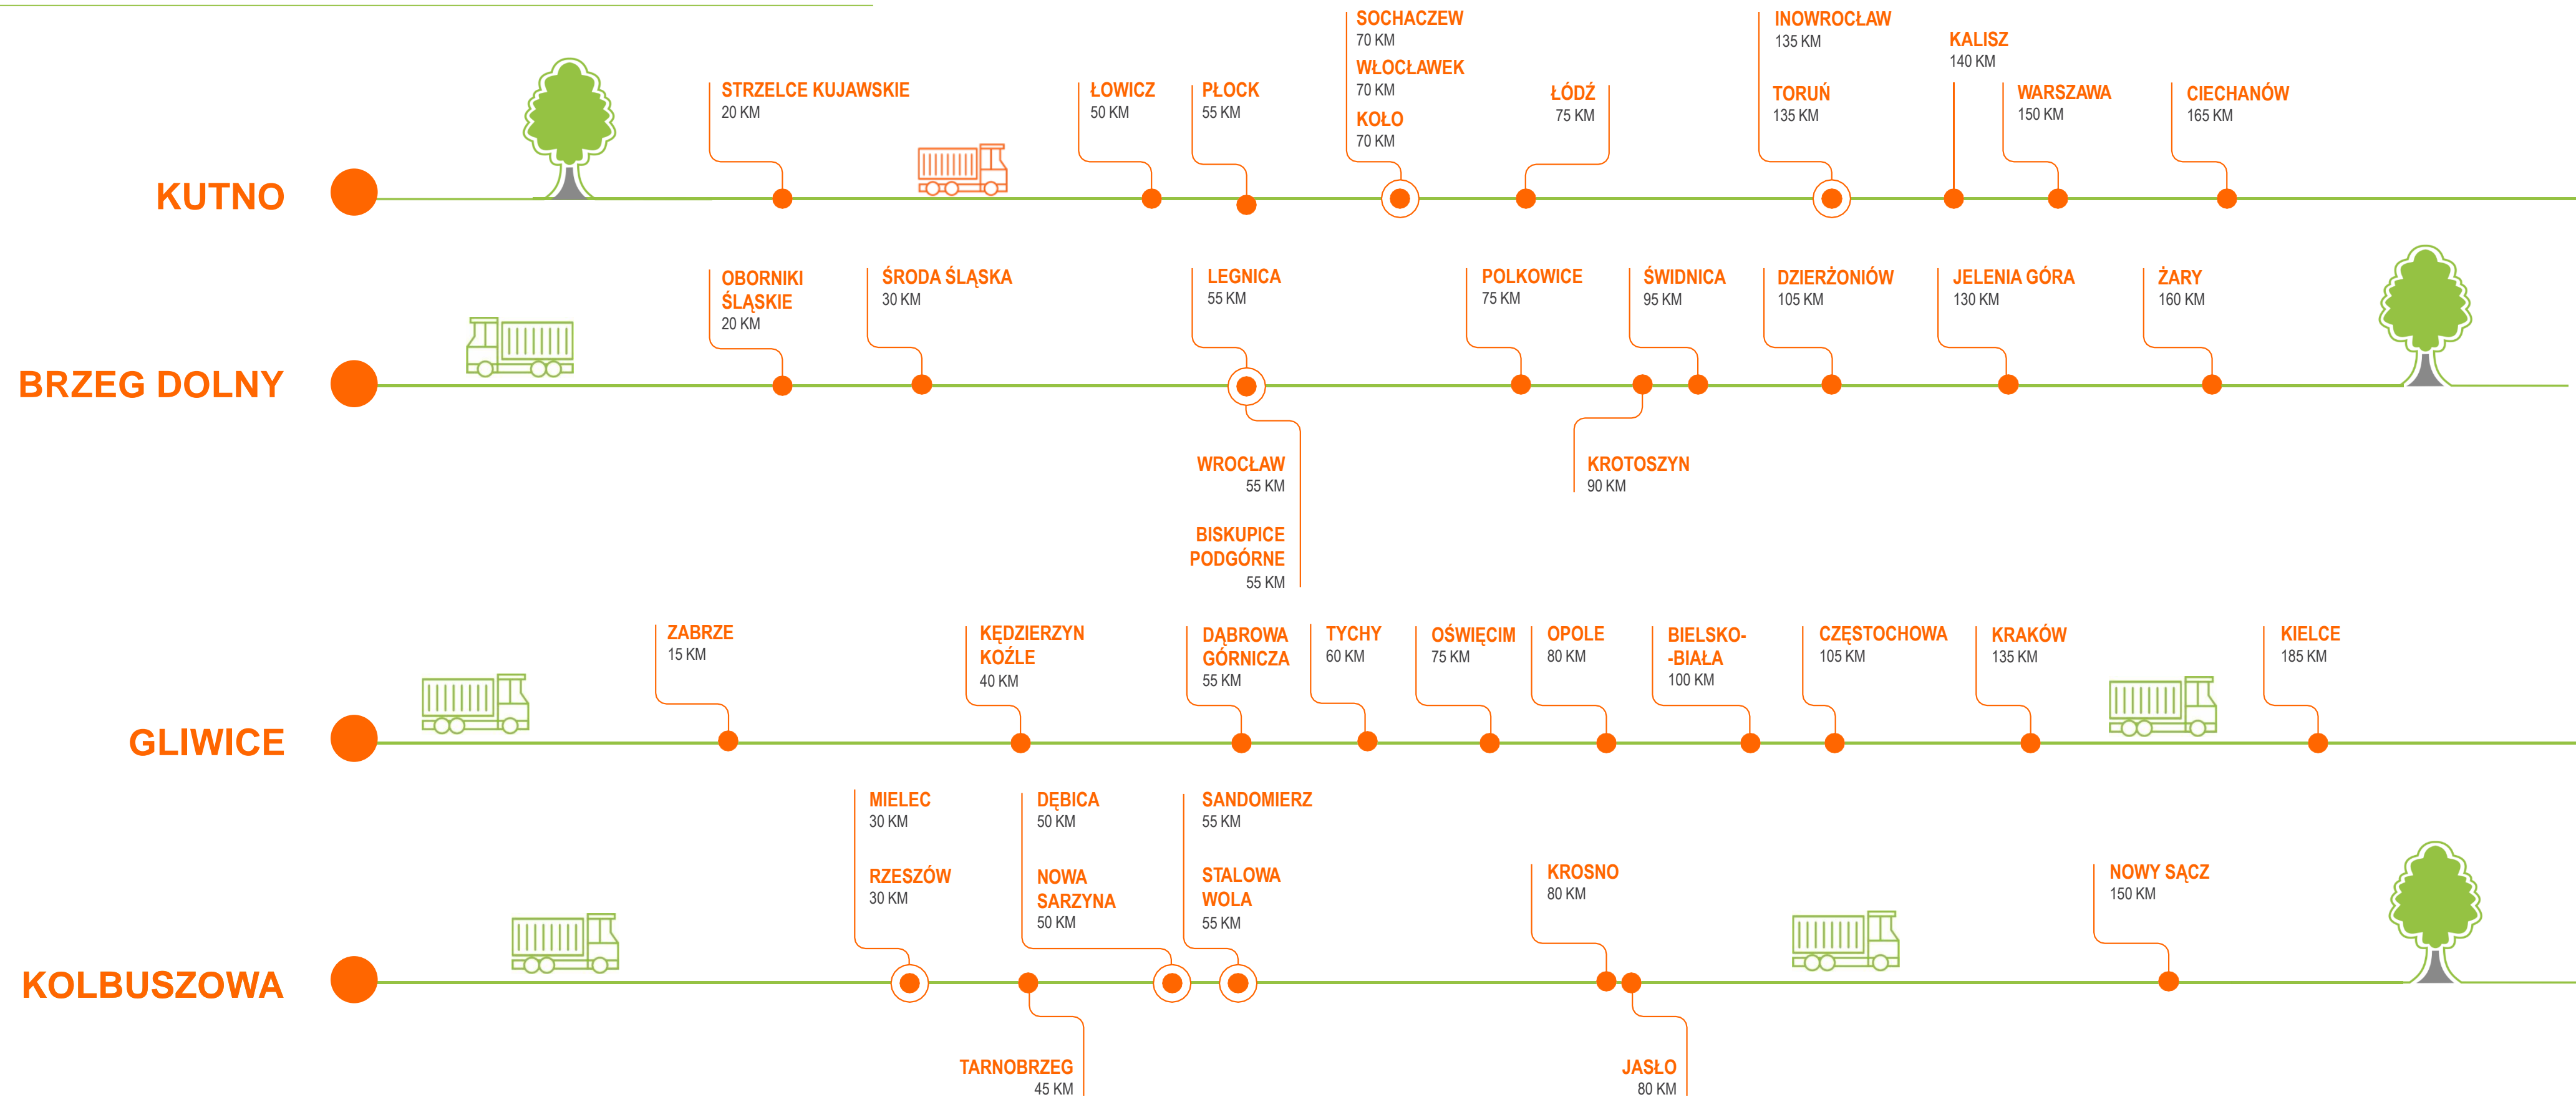 KUTNO
STRZELCE KUJAWSKIE
20 KM
ŁOWICZ
50 KM
PŁOCK
55 KM
SOCHACZEW
70 KM
WŁOCŁAWEK
70 KM
KOŁO
70 KM
ŁÓDŹ
75 KM
INOWROCŁAW
135 KM
TORUŃ
135 KM
KALISZ
140 KM
WARSZAWA
150 KM
CIECHANÓW
165 KM
BRZEG DOLNY
OBORNIKI
ŚLĄSKIE
20 KM
ŚRODA ŚLĄSKA
30 KM
LEGNICA
55 KM
WROCŁAW
55 KM
BISKUPICE
PODGÓRNE
55 KM
POLKOWICE
75 KM
KROTOSZYN
90 KM
ŚWIDNICA
95 KM
DZIERŻONIÓW
105 KM
JELENIA GÓRA
130 KM
ŻARY
160 KM
GLIWICE
ZABRZE
15 KM
KĘDZIERZYN
KOŹLE
40 KM
DĄBROWA
GÓRNICZA
55 KM
TYCHY
60 KM
OŚWIĘCIM
75 KM
OPOLE
80 KM
BIELSKO-
-BIAŁA
100 KM
CZĘSTOCHOWA
105 KM
KRAKÓW
135 KM
KIELCE
185 KM
KOLBUSZOWA
MIELEC
30 KM
RZESZÓW
30 KM
TARNOBRZEG
45 KM
DĘBICA
50 KM
NOWA
SARZYNA
50 KM
SANDOMIERZ
55 KM
STALOWA
WOLA
55 KM
KROSNO
80 KM
JASŁO
80 KM
NOWY SĄCZ
150 KM